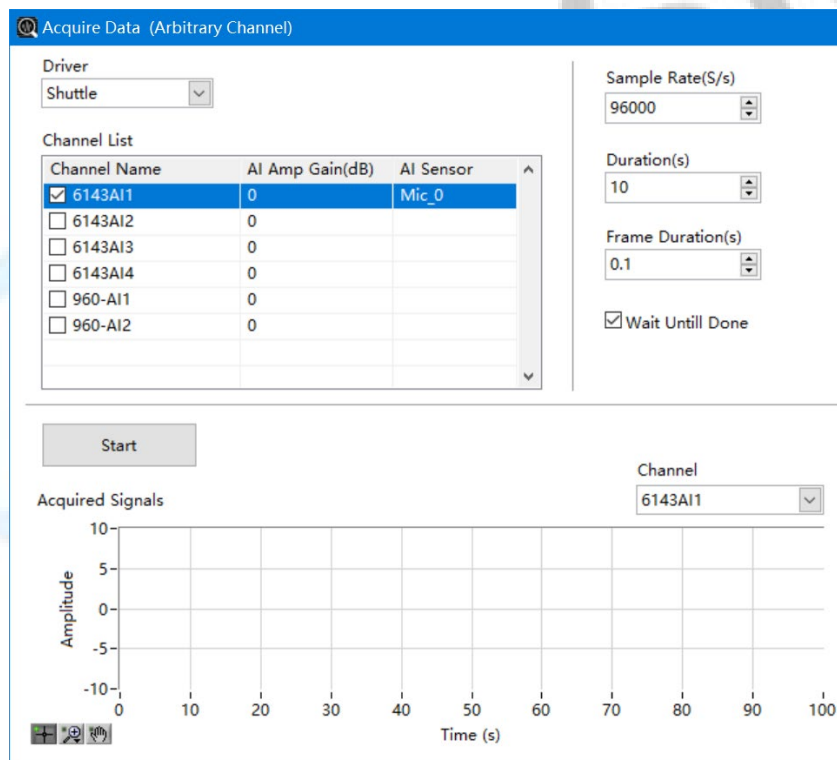 Acquire Data (Arbitrary Channel)
Driver
Shuttle
Channel List
Channel Name AI Amp Gain(dB) AI Sensor
6143AI1 0 Mic_0
6143AI2 0
6143AI3 0
6143AI4 0
960-AI1 0
960-AI2 0
Sample Rate(S/s)
96000
Duration(s)
10
Frame Duration(s)
0.1
Wait Untill Done
Start
Channel
6143AI1
Acquired Signals
Amplitude
10
5
0
-5
-10
0 10 20 30 40 50 60 70 80 90 100
Time (s)